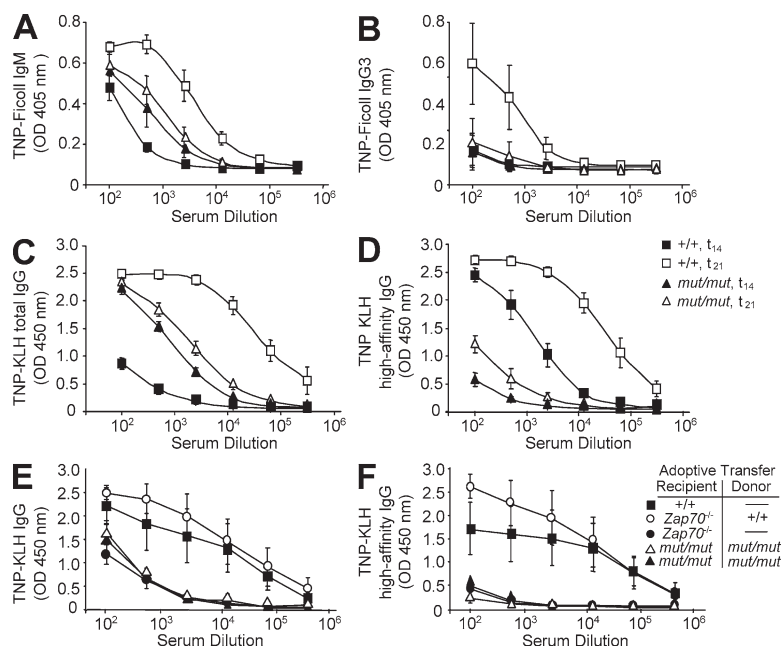 A
TNP-Ficoll IgM
(OD 405 nm )
0.8
0.6
0.4
0.2
0
10² 10³ 10⁴ 10⁵ 10⁶
Serum Dilution
B
TNP-Ficoll IgG3
(OD 405 nm)
0.8
0.6
0.4
0.2
0
10² 10³ 10⁴ 10⁵ 10⁶
Serum Dilution
C
TNP-KLH total IgG
(OD 450 nm)
3.0
2.5
2.0
1.5
1.0
0.5
0
10² 10³ 10⁴ 10⁵ 10⁶
Serum Dilution
D
TNP KLH
high-affinity IgG
(OD 450 nm)
3.0
2.5
2.0
1.5
1.0
0.5
0
10² 10³ 10⁴ 10⁵ 10⁶
Serum Dilution
+/+, t₁₄
+/+, t₂₁
mut/mut, t₁₄
mut/mut, t₂₁
E
TNP-KLH IgG
(OD 450 nm)
3.0
2.5
2.0
1.5
1.0
0.5
0
10² 10³ 10⁴ 10⁵ 10⁶
Serum Dilution
F
TNP-KLH
high-affinity IgG
(OD 450 nm)
3.0
2.5
2.0
1.5
1.0
0.5
0
10² 10³ 10⁴ 10⁵ 10⁶
Serum Dilution
Adoptive Transfer
Recipient Donor
+/+ —
Zap70⁻/⁻ +/+
Zap70⁻/⁻ —
mut/mut mut/mut
mut/mut mut/mut